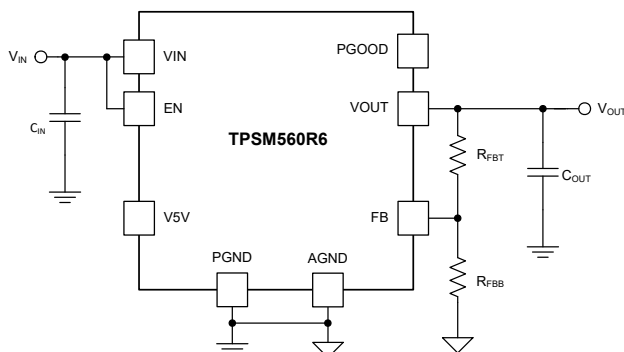 PGOOD
VIN
VIN
EN
VOUT
VOUT
TPSM560R6
CIN
RFBT
COUT
V5V
FB
PGND
AGND
RFBB